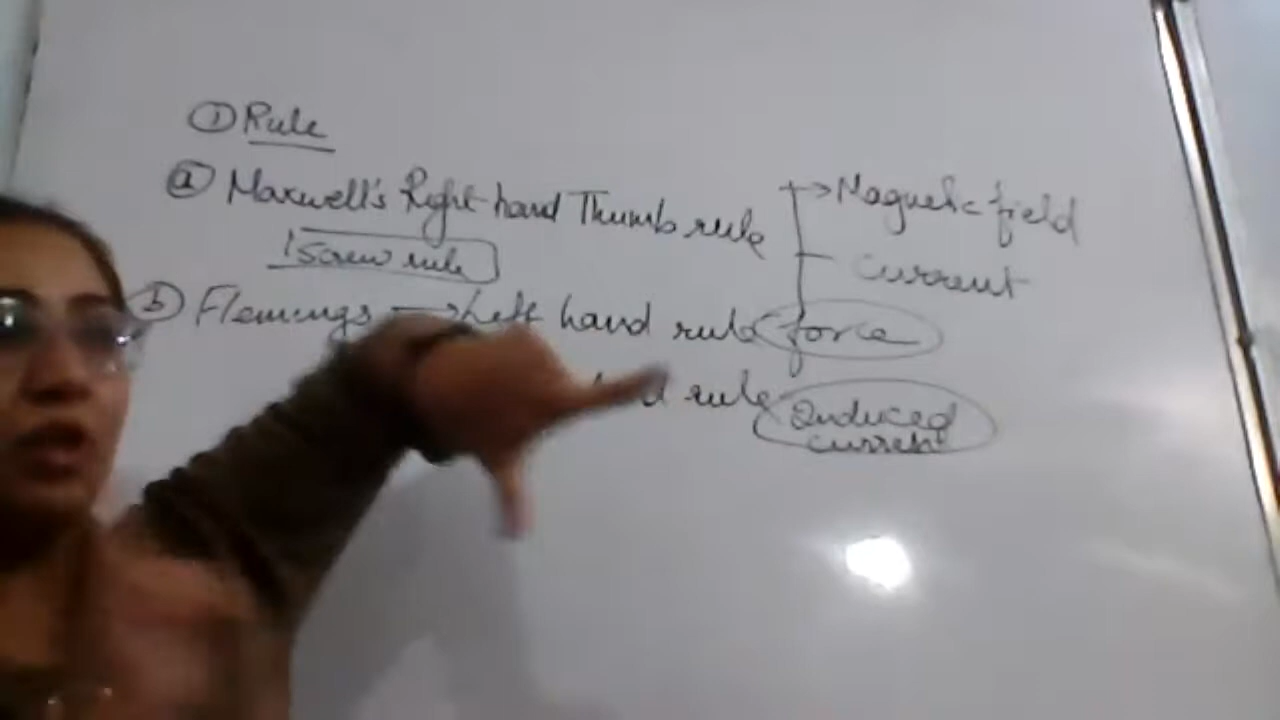 ① Rule
ⓐ Maxwell's Right hand Thumb rule
/screw rule
→ Magnetic field
current
ⓑ Flemings → Left hand rule force
rule Induced
current